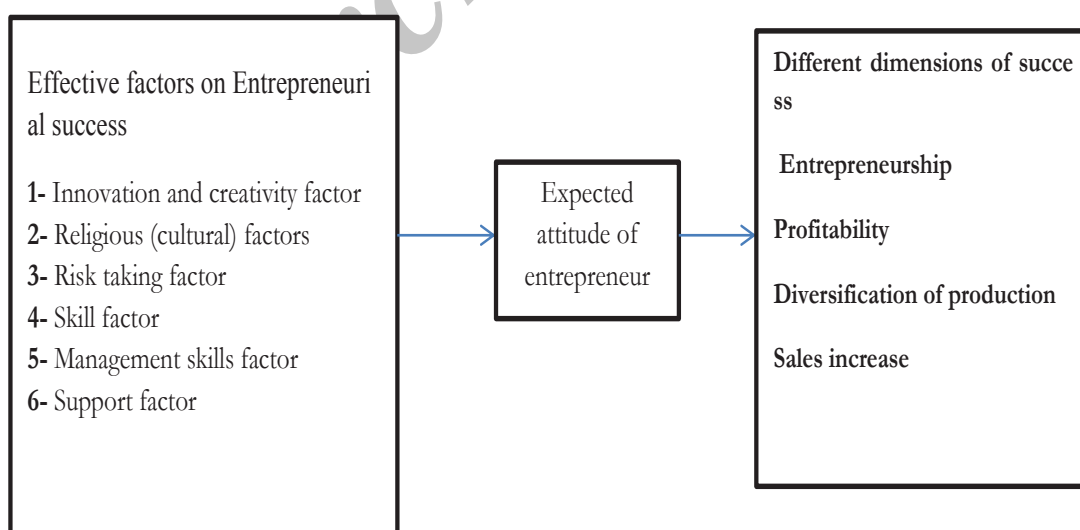 Effective factors on Entrepreneuri
al success
1- Innovation and creativity factor
2- Religious (cultural) factors
3- Risk taking factor
4- Skill factor
5- Management skills factor
6- Support factor
Expected
attitude of
entrepreneur
Different dimensions of succe
ss
Entrepreneurship
Profitability
Diversification of production
Sales increase